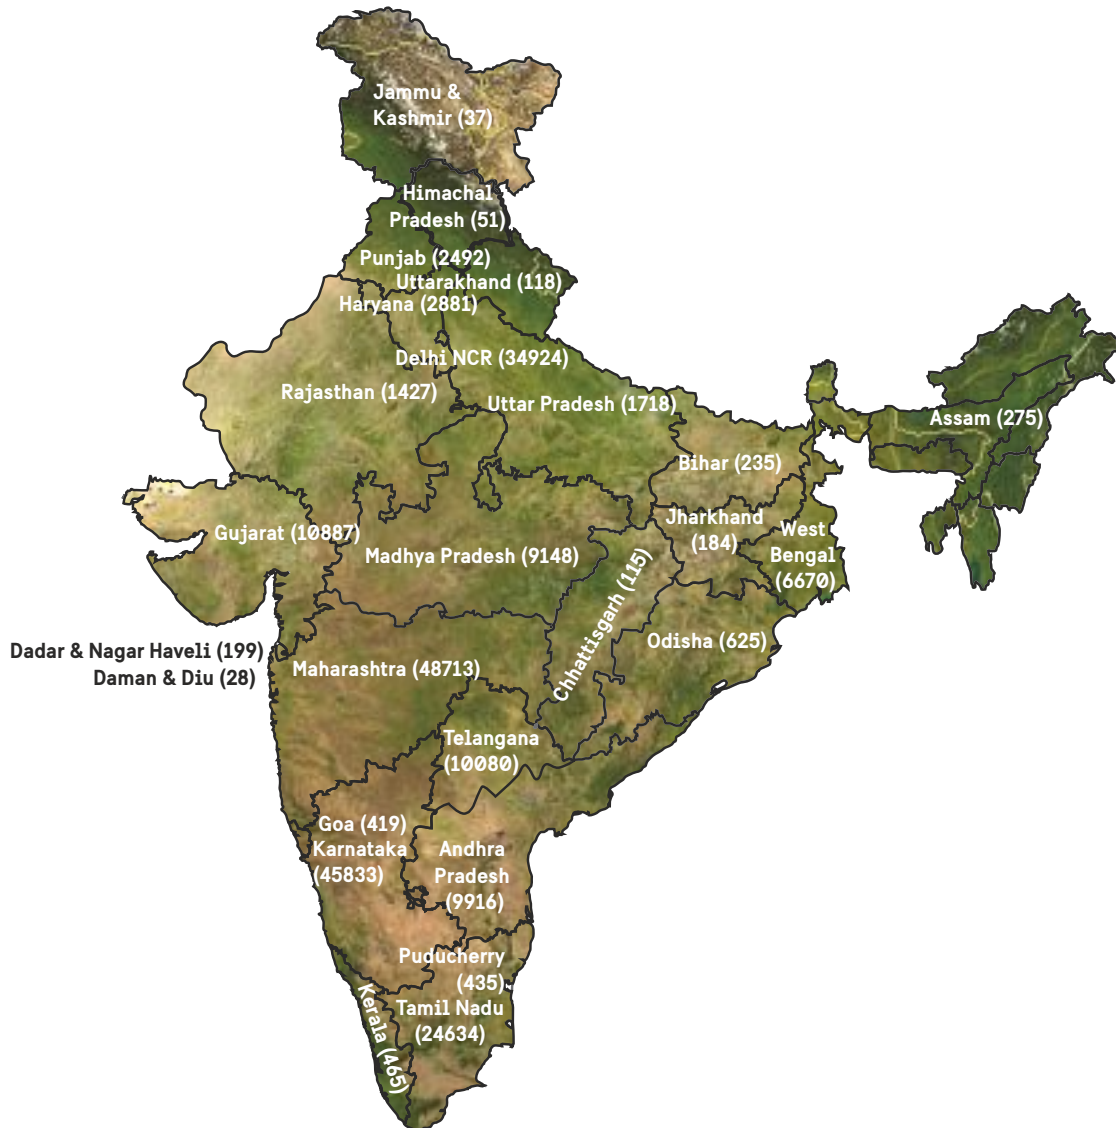 Jammu &
Kashmir (37)
Himachal
Pradesh (51)
Punjab (2492)
Uttarakhand (118)
Haryana (2881)
Delhi NCR (34924)
Rajasthan (1427)
Uttar Pradesh (1718)
Assam (275)
Bihar (235)
Gujarat (10887)
Madhya Pradesh (9148)
Jharkhand
(184)
West
Bengal
(6670)
Chhattisgarh (115)
Odisha (625)
Dadar & Nagar Haveli (199)
Daman & Diu (28)
Maharashtra (48713)
Telangana
(10080)
Goa (419)
Karnataka
(45833)
Andhra
Pradesh
(9916)
Puducherry
(435)
Tamil Nadu
(24634)
Kerala (465)